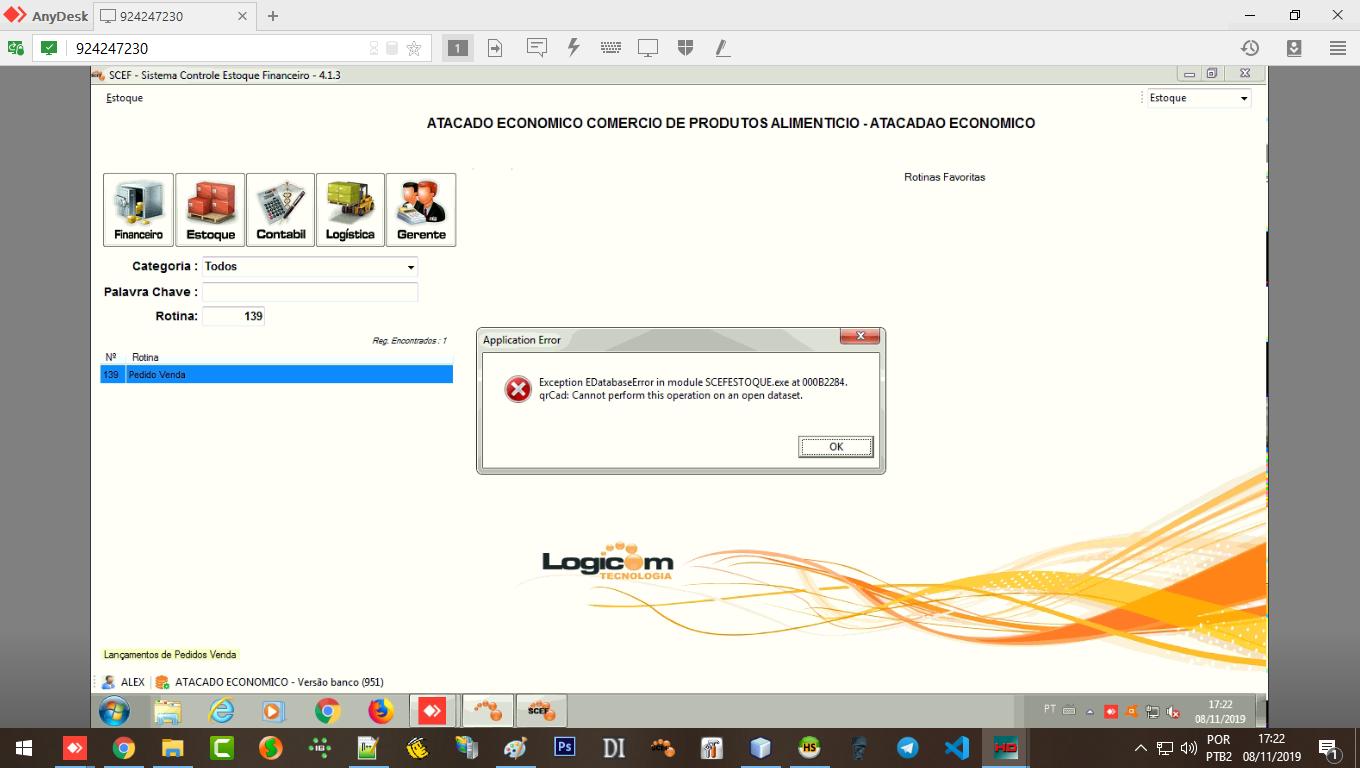 AnyDesk
924247230
924247230
1
SCEF - Sistema Controle Estoque Financeiro - 4.1.3
Estoque
Estoque
ATACADO ECONOMICO COMERCIO DE PRODUTOS ALIMENTICIO - ATACADAO ECONOMICO
Rotinas Favoritas
Financeiro
Estoque
Contabil
Logística
Gerente
Categoria : Todos
Palavra Chave :
Rotina: 139
Reg. Encontrados : 1
Nº Rotina
139 Pedido Venda
Application Error
Exception EDatabaseError in module SCEFESTOQUE.exe at 000B2284.
qrCad: Cannot perform this operation on an open dataset.
OK
Logicom
TECNOLOGIA
Lançamentos de Pedidos Venda
ALEX
ATACADO ECONOMICO - Versão banco (951)
SCEF
PT
17:22
08/11/2019
Ps
DI
HS
HD
POR
PTB2
17:22
08/11/2019
1